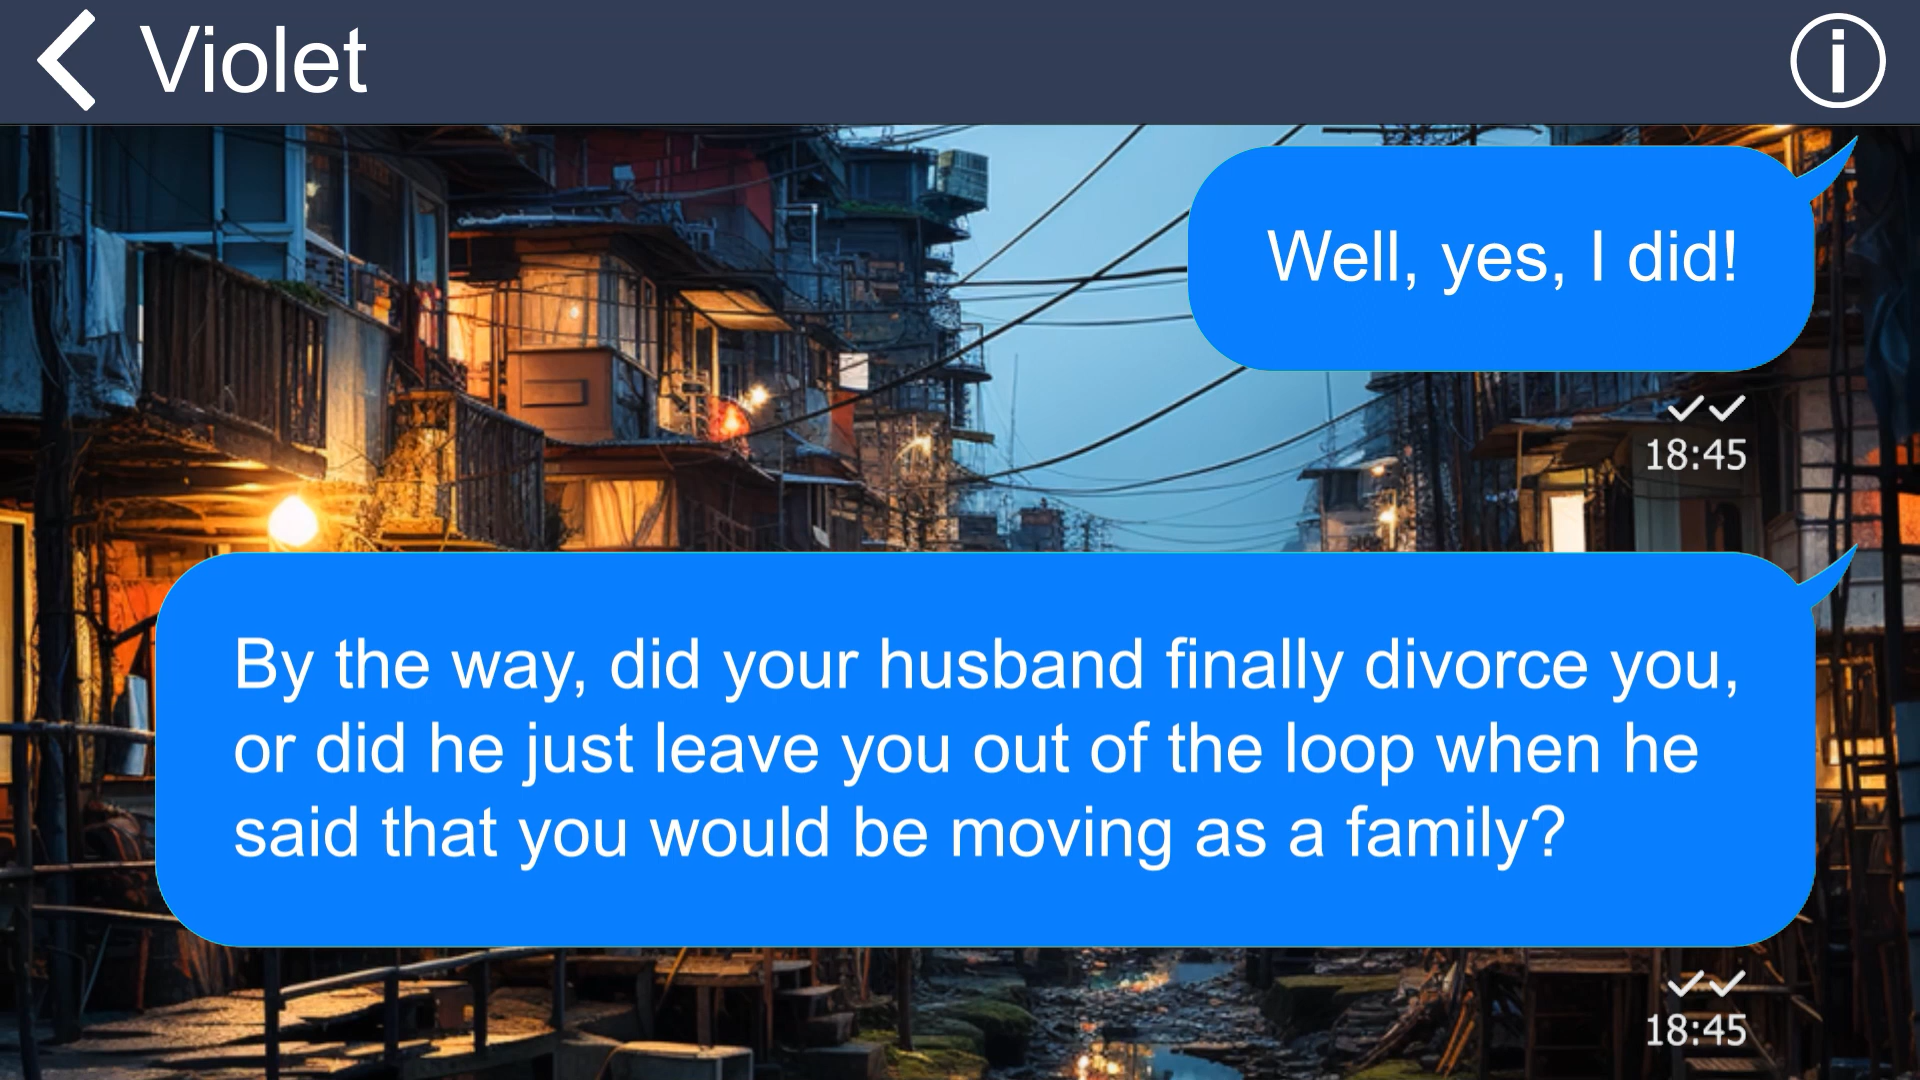 Violet
Well, yes, I did!
18:45
By the way, did your husband finally divorce you,
or did he just leave you out of the loop when he
said that you would be moving as a family?
18:45